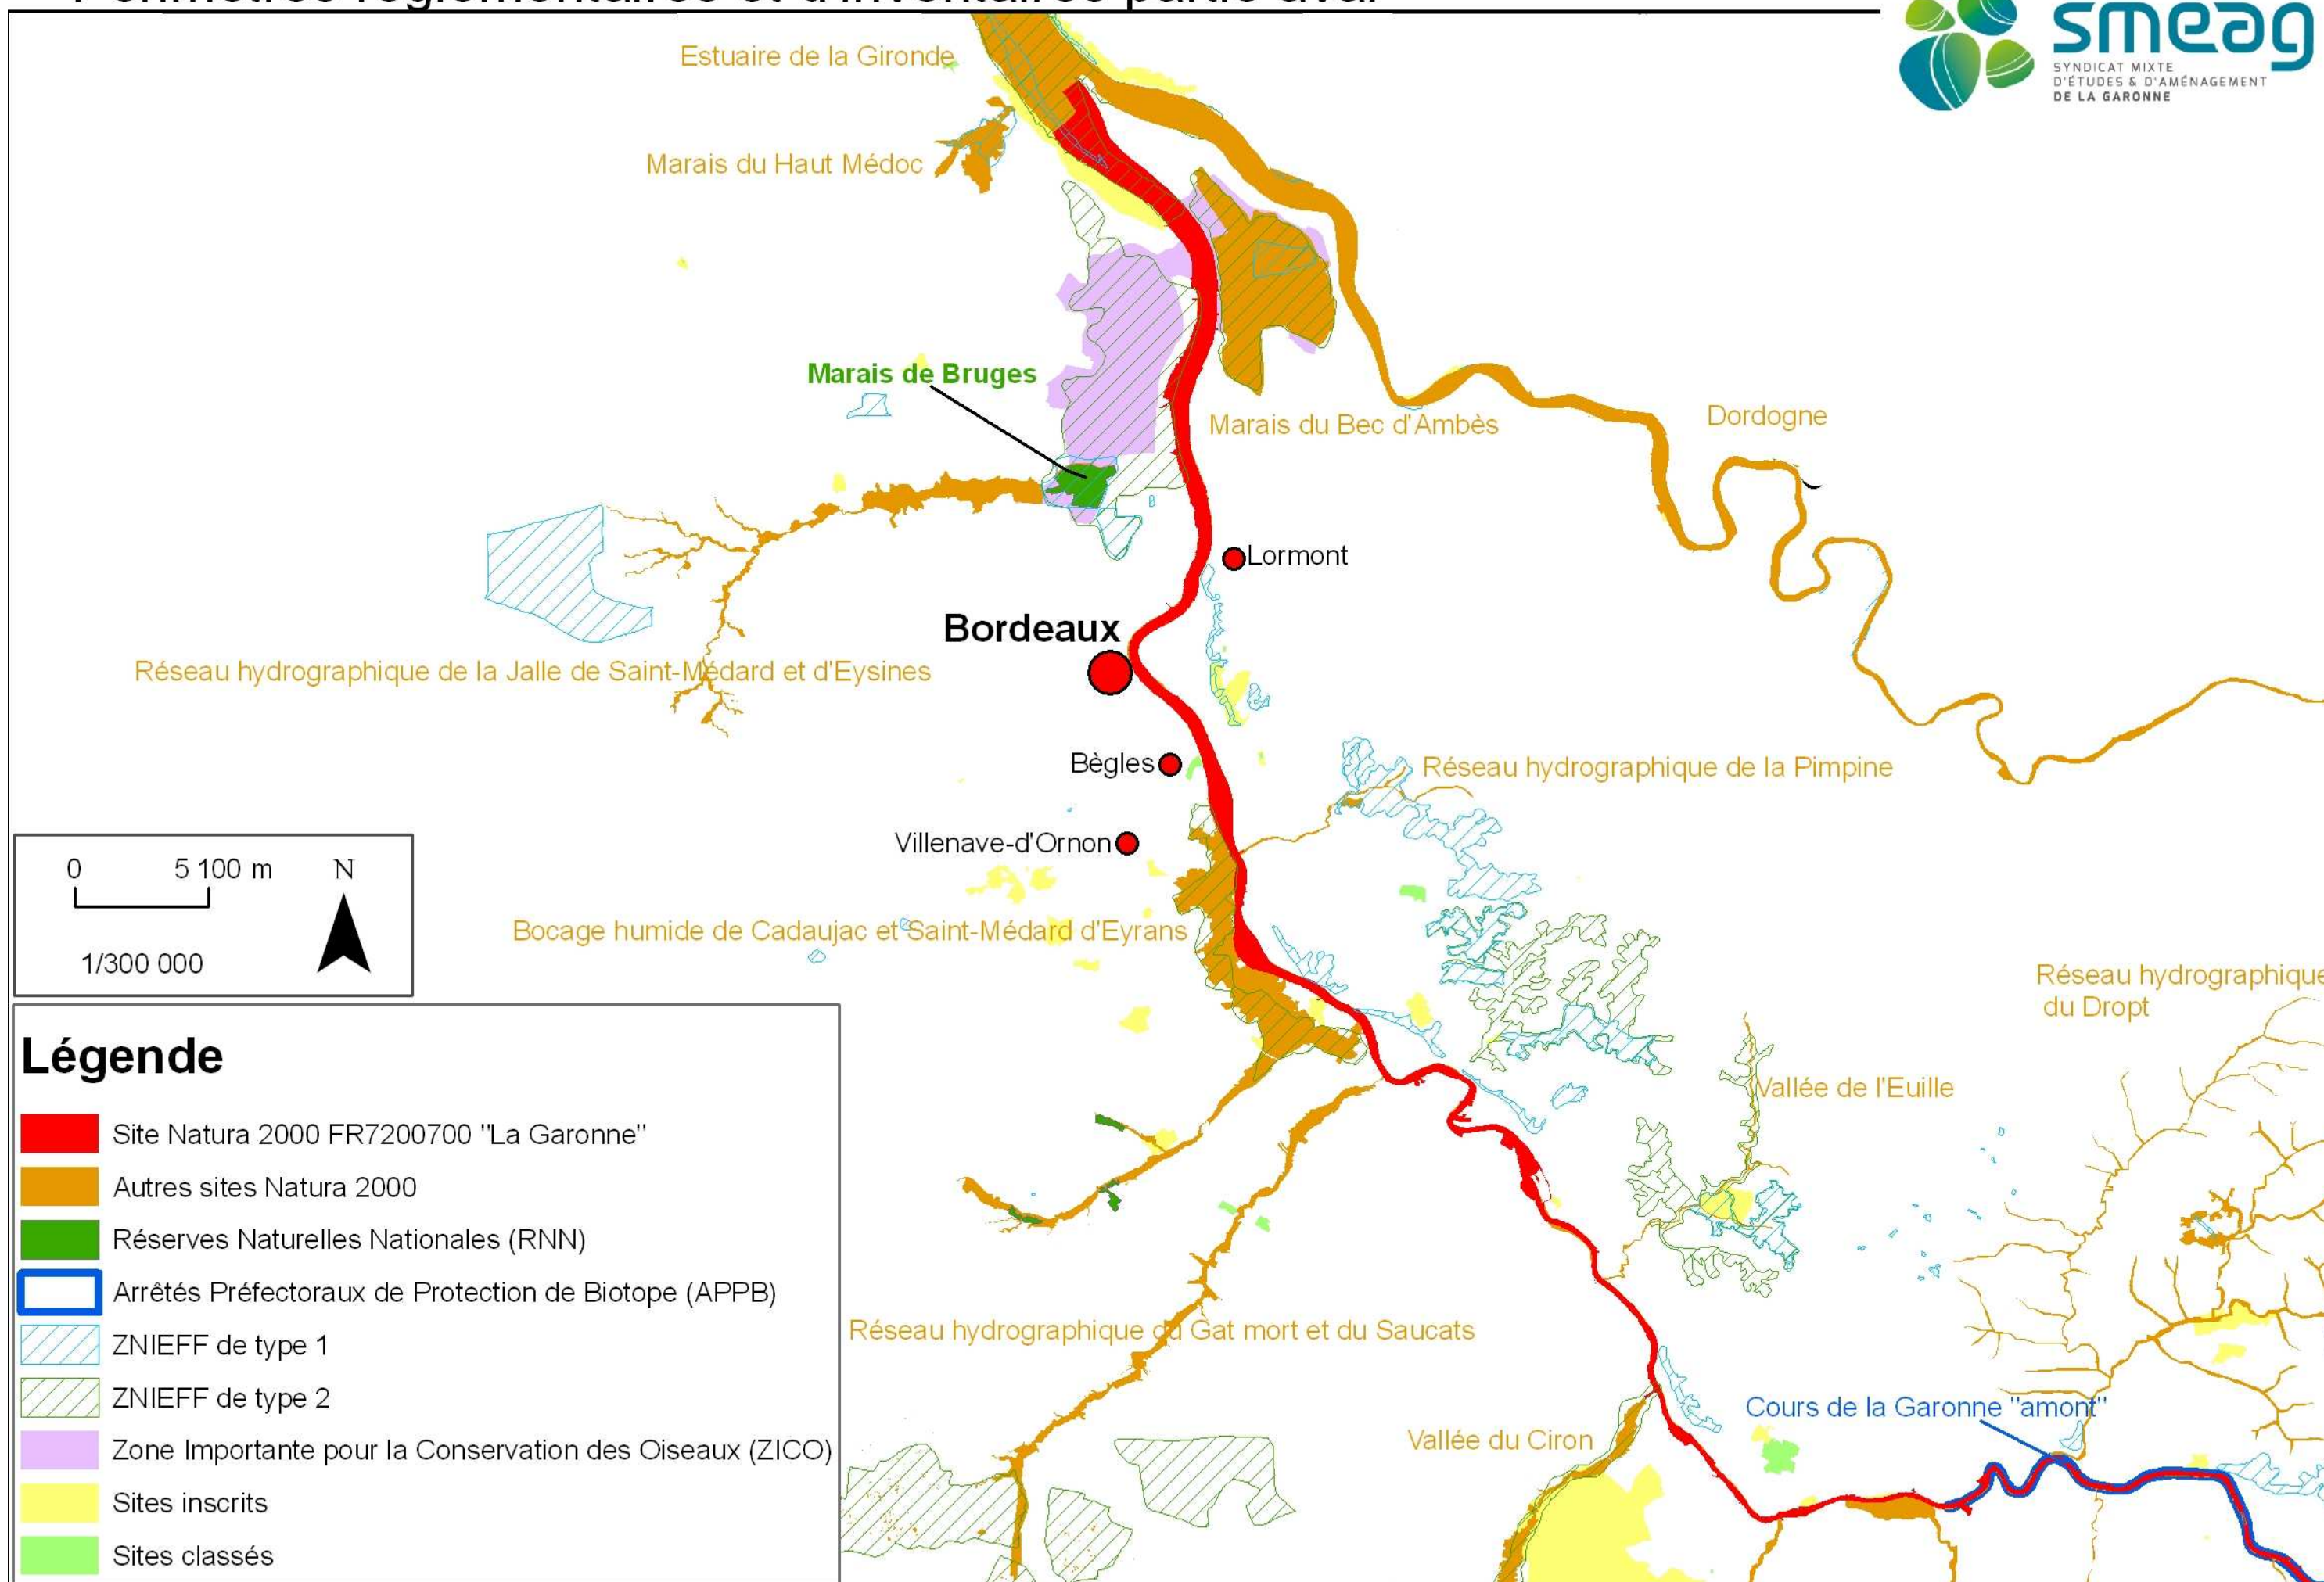 Périmètres réglementaires et d'inventaires partie aval
smeag
SYNDICAT MIXTE
D'ÉTUDES & D'AMÉNAGEMENT
DE LA GARONNE
Estuaire de la Gironde
Marais du Haut Médoc
Marais de Bruges
Marais du Bec d'Ambès
Dordogne
Lormont
Bordeaux
Réseau hydrographique de la Jalle de Saint-Médard et d'Eysines
Bègles
Réseau hydrographique de la Pimpine
Villenave-d'Ornon
Bocage humide de Cadaujac et Saint-Médard d'Eyrans
Réseau hydrographique
du Dropt
Vallée de l'Euille
Réseau hydrographique du Gat mort et du Saucats
Cours de la Garonne "amont"
Vallée du Ciron
0 5 100 m N
1/300 000
Légende
Site Natura 2000 FR7200700 "La Garonne"
Autres sites Natura 2000
Réserves Naturelles Nationales (RNN)
Arrêtés Préfectoraux de Protection de Biotope (APPB)
ZNIEFF de type 1
ZNIEFF de type 2
Zone Importante pour la Conservation des Oiseaux (ZICO)
Sites inscrits
Sites classés